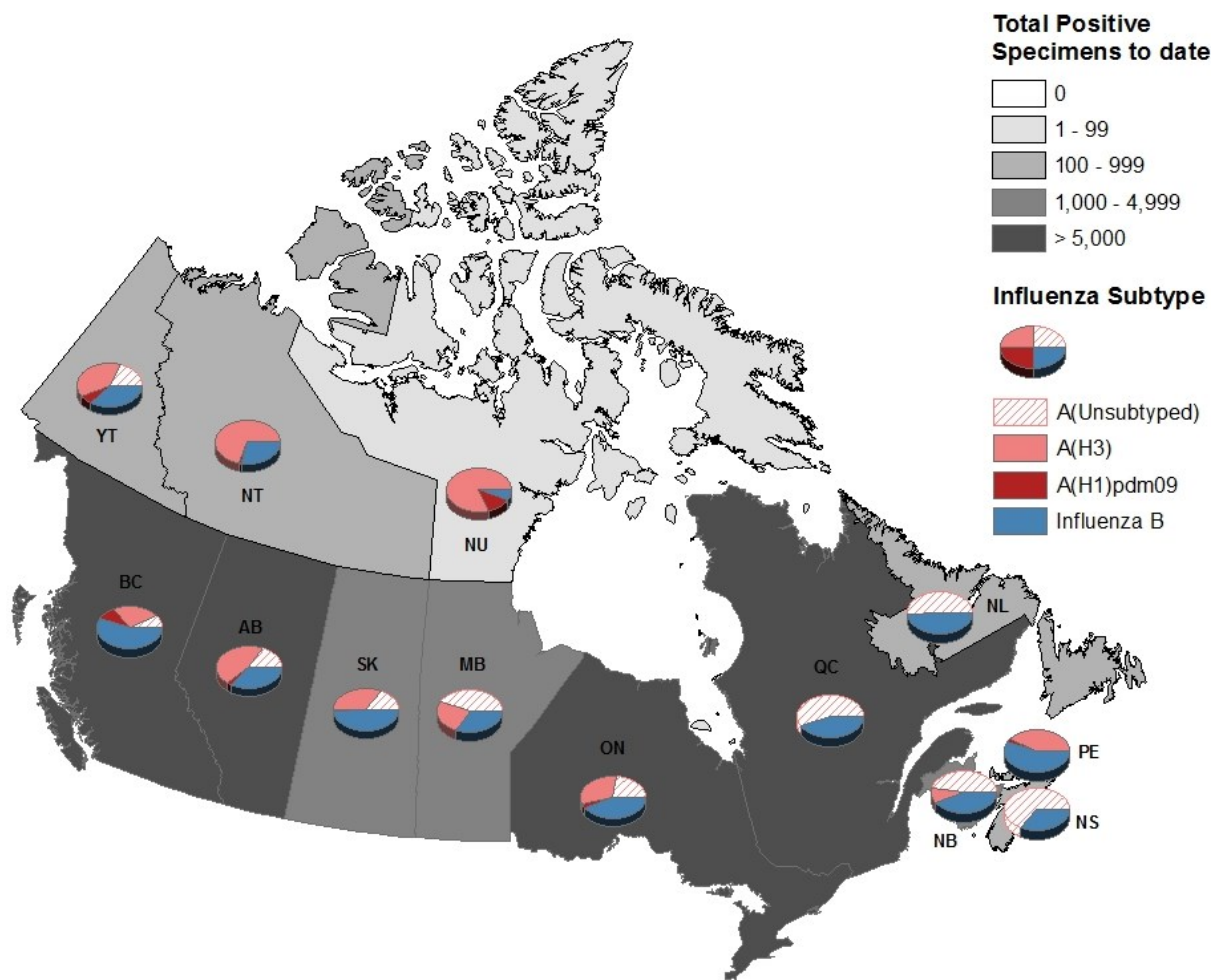 Total Positive
Specimens to date
0
1 - 99
100 - 999
1,000 - 4,999
> 5,000
Influenza Subtype
A(Unsubtyped)
A(H3)
A(H1)pdm09
Influenza B
YT
NT
NU
BC
AB
SK
MB
ON
QC
NL
PE
NB
NS